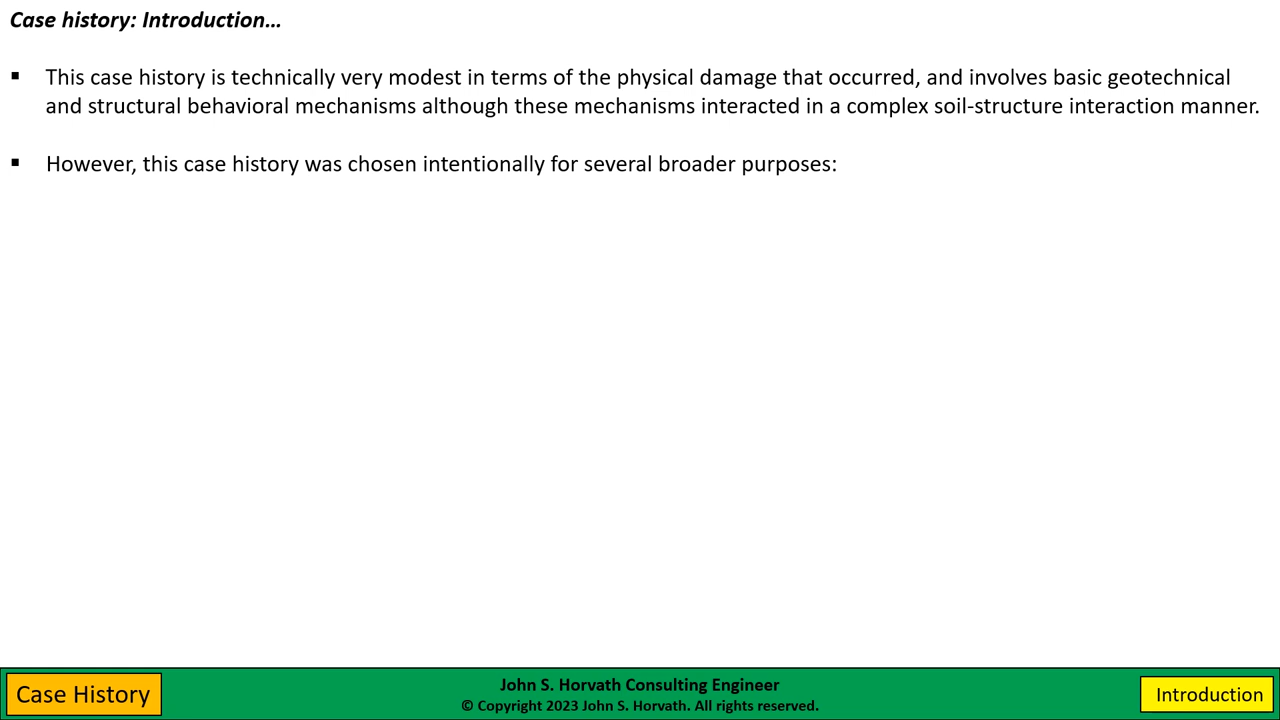 Case history: Introduction…
▪ This case history is technically very modest in terms of the physical damage that occurred, and involves basic geotechnical
and structural behavioral mechanisms although these mechanisms interacted in a complex soil-structure interaction manner.
▪ However, this case history was chosen intentionally for several broader purposes:
Case History
John S. Horvath Consulting Engineer
© Copyright 2023 John S. Horvath. All rights reserved.
Introduction